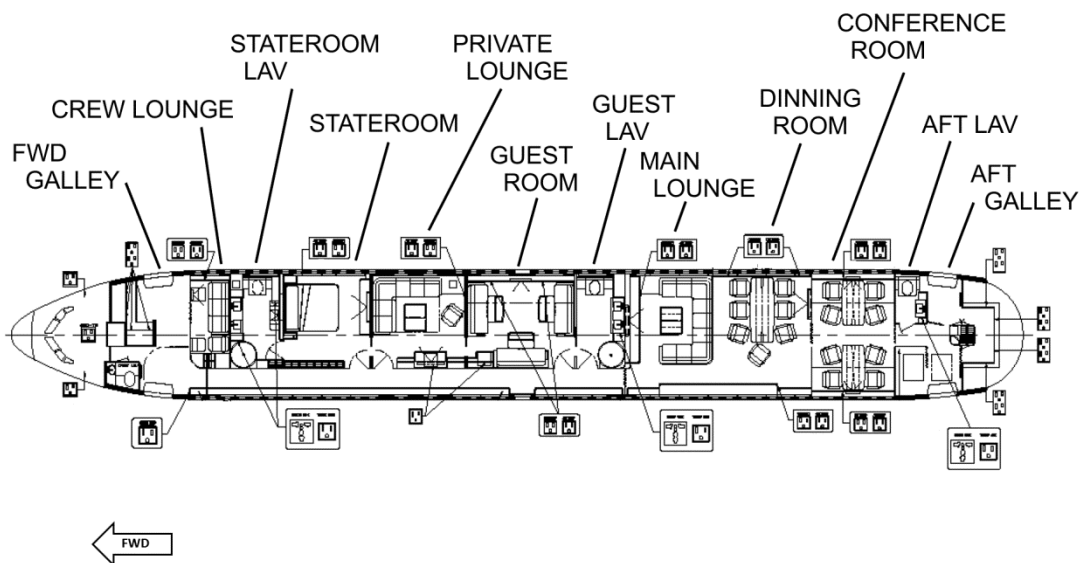 CONFERENCE
ROOM
STATEROOM
LAV
PRIVATE
LOUNGE
CREW LOUNGE
GUEST
LAV
DINNING
ROOM
STATEROOM
AFT LAV
FWD
GALLEY
GUEST
ROOM
MAIN
LOUNGE
AFT
GALLEY
FWD